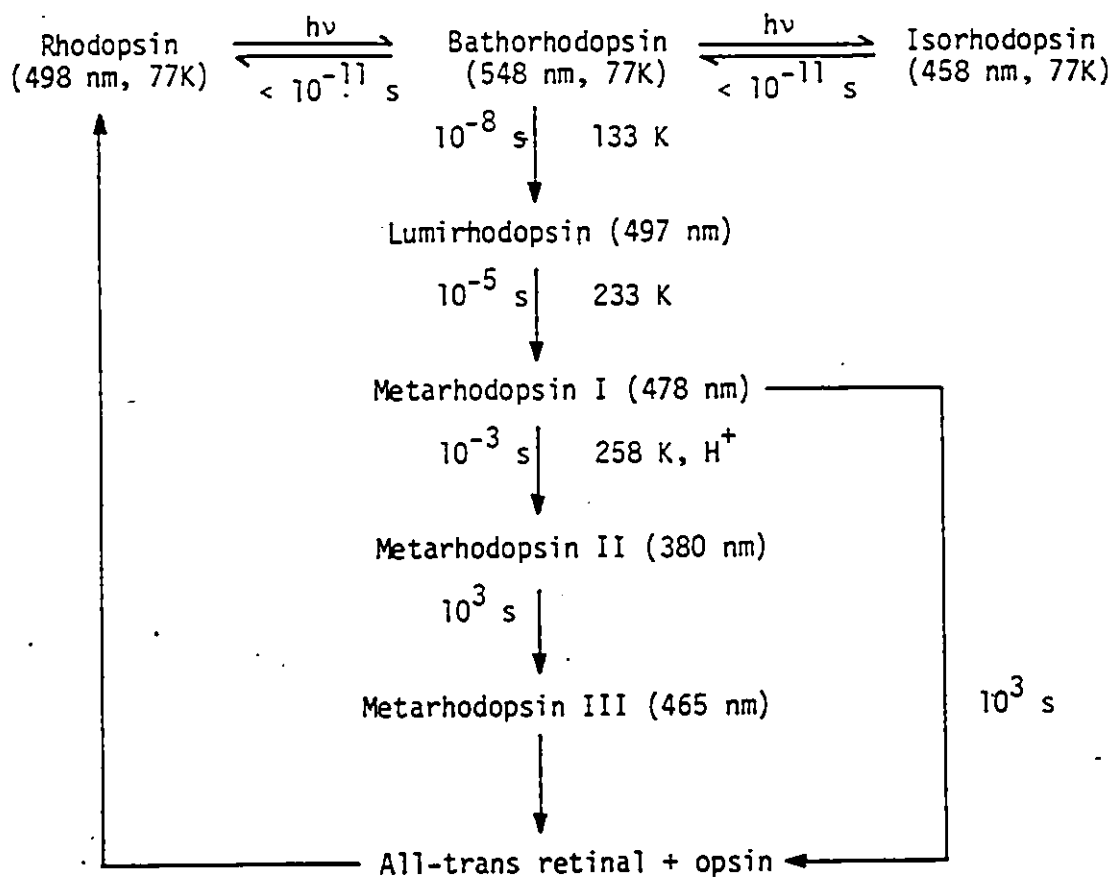 Rhodopsin hν Bathorhodopsin hν Isorhodopsin
(498 nm, 77K) < 10⁻¹¹ s (548 nm, 77K) < 10⁻¹¹ s (458 nm, 77K)
10⁻⁸ s 133 K
Lumirhodopsin (497 nm)
10⁻⁵ s 233 K
Metarhodopsin I (478 nm)
10⁻³ s 258 K, H⁺
Metarhodopsin II (380 nm)
10³ s
Metarhodopsin III (465 nm) 10³ s
All-trans retinal + opsin